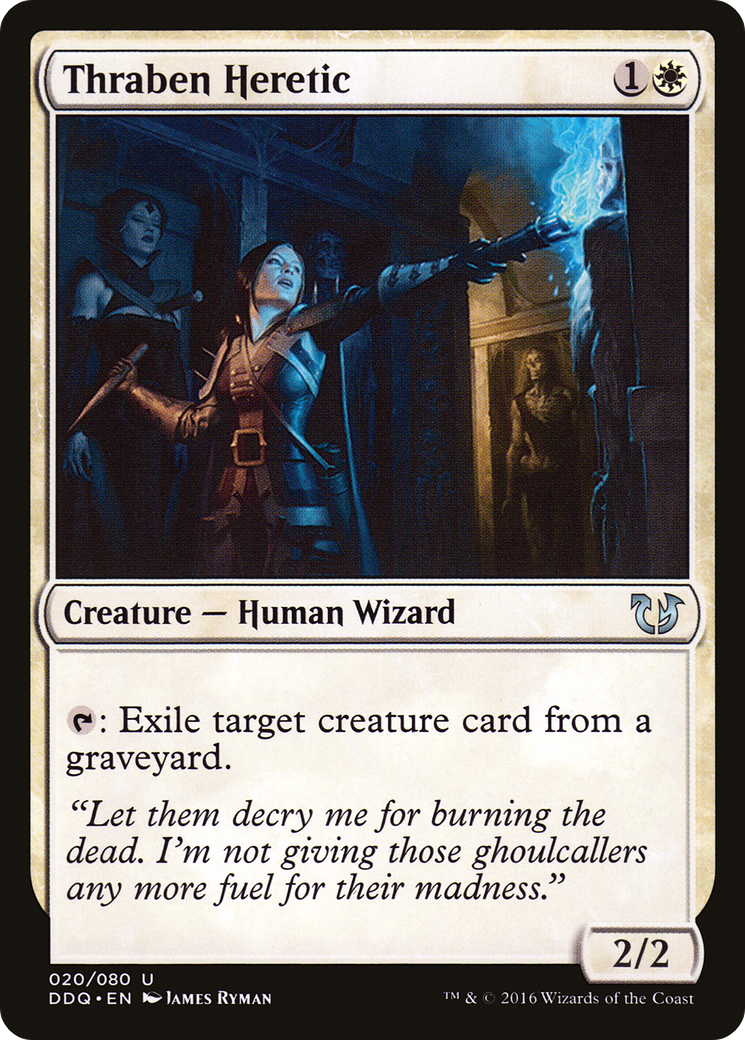 Thraben Heretic 1
Creature — Human Wizard
: Exile target creature card from a
graveyard.
“Let them decry me for burning the
dead. I’m not giving those ghoulcallers
any more fuel for their madness.”
2/2
020/080 U
DDQ • EN James Ryman
™ & © 2016 Wizards of the Coast